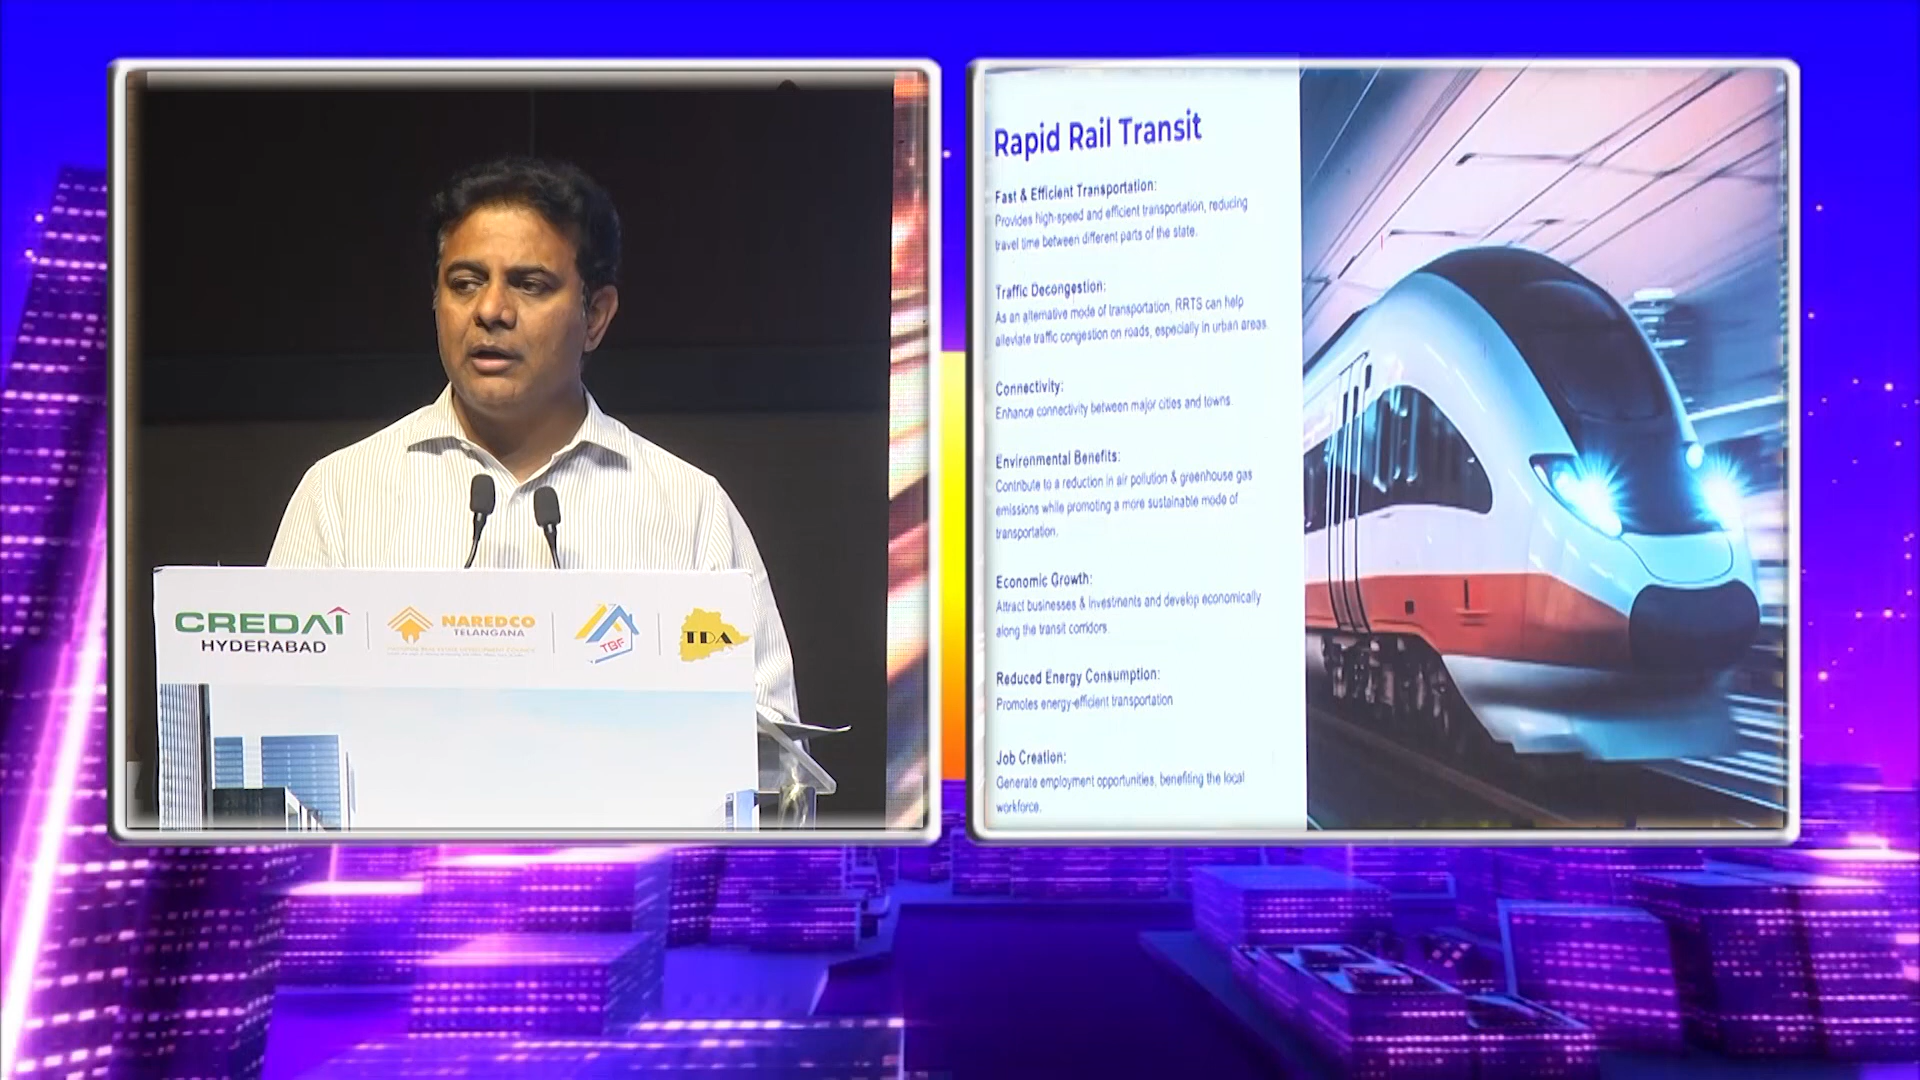 CREDAI
HYDERABAD
NAREDCO
TELANGANA
TBF
TDA
Rapid Rail Transit
Fast & Efficient Transportation:
Provides high-speed and efficient transportation, reducing
travel time between different parts of the state.
Traffic Decongestion:
As an alternative mode of transportation, RRTS can help
alleviate traffic congestion on roads, especially in urban areas.
Connectivity:
Enhance connectivity between major cities and towns.
Environmental Benefits:
Contribute to a reduction in air pollution & greenhouse gas
emissions while promoting a more sustainable mode of
transportation.
Economic Growth:
Attract businesses & investments and develop economically
along the transit corridors.
Reduced Energy Consumption:
Promotes energy-efficient transportation
Job Creation:
Generate employment opportunities, benefiting the local
workforce.